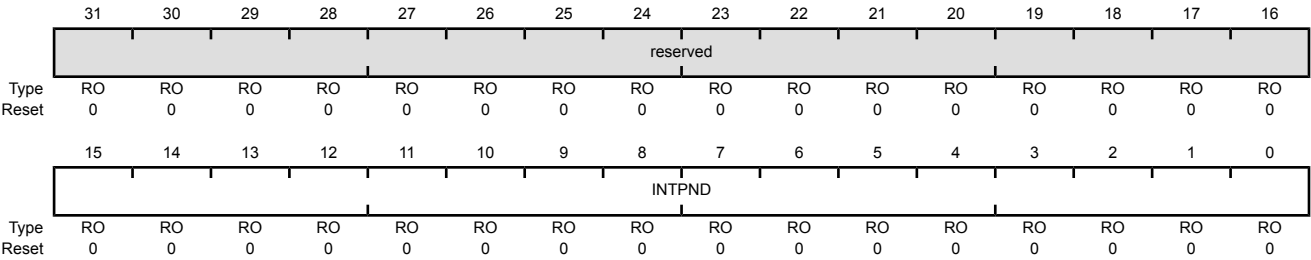 31 30 29 28 27 26 25 24 23 22 21 20 19 18 17 16
reserved
Type RO RO RO RO RO RO RO RO RO RO RO RO RO RO RO RO
Reset 0 0 0 0 0 0 0 0 0 0 0 0 0 0 0 0
15 14 13 12 11 10 9 8 7 6 5 4 3 2 1 0
INTPND
Type RO RO RO RO RO RO RO RO RO RO RO RO RO RO RO RO
Reset 0 0 0 0 0 0 0 0 0 0 0 0 0 0 0 0